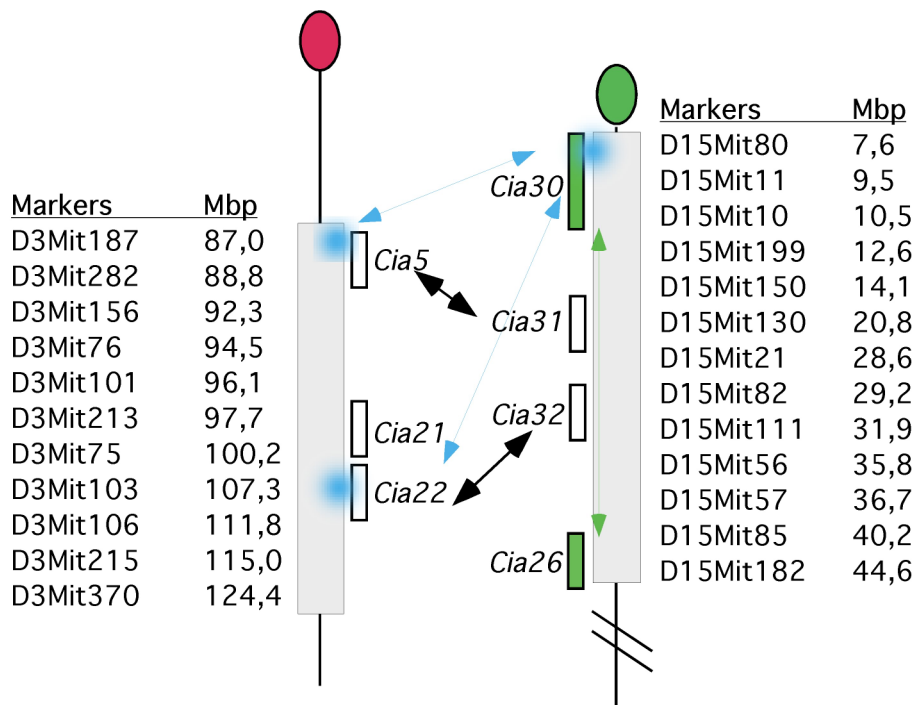 Markers Mbp
D3Mit187 87,0
D3Mit282 88,8
D3Mit156 92,3
D3Mit76 94,5
D3Mit101 96,1
D3Mit213 97,7
D3Mit75 100,2
D3Mit103 107,3
D3Mit106 111,8
D3Mit215 115,0
D3Mit370 124,4
Cia5
Cia21
Cia22
Cia30
Cia31
Cia32
Cia26
Markers Mbp
D15Mit80 7,6
D15Mit11 9,5
D15Mit10 10,5
D15Mit199 12,6
D15Mit150 14,1
D15Mit130 20,8
D15Mit21 28,6
D15Mit82 29,2
D15Mit111 31,9
D15Mit56 35,8
D15Mit57 36,7
D15Mit85 40,2
D15Mit182 44,6